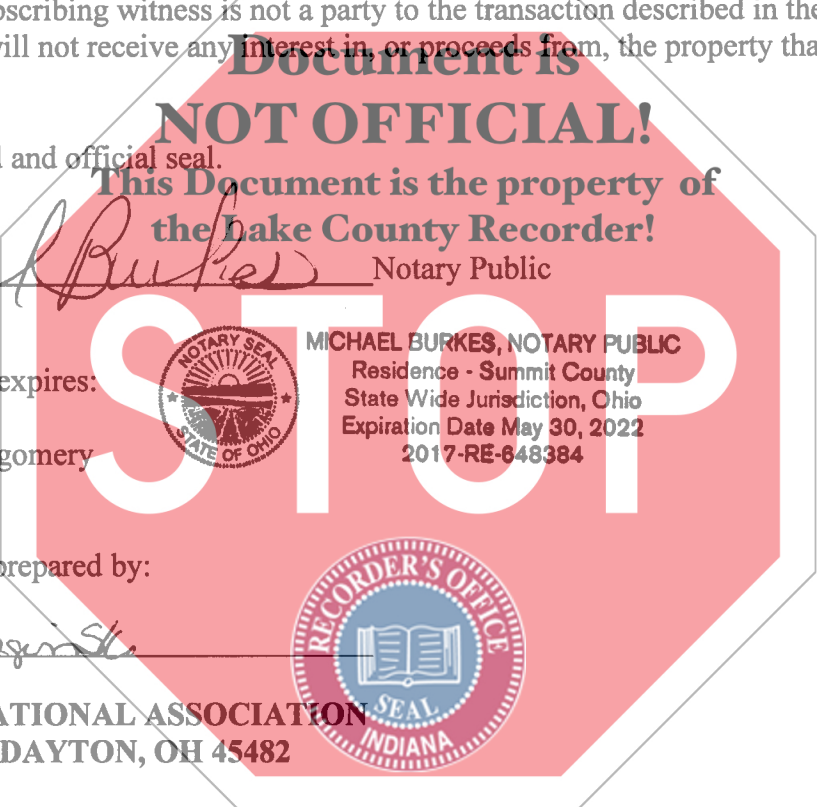 bscribing witness is not a party to the transaction described in the
vill not receive any interest in, or proceeds from, the property tha
Document is
NOT OFFICIAL!
l and official seal.
This Document is the property of
the Lake County Recorder!
Burkes
Notary Public
NOTARY SEAL
STATE OF OHIO
MICHAEL BURKES, NOTARY PUBLIC
Residence - Summit County
State Wide Jurisdiction, Ohio
Expiration Date May 30, 2022
2017-RE-648384
expires:
gomery
STOP
prepared by:
RECORDER'S OFFICE
SEAL
INDIANA
ATIONAL ASSOCIATION
DAYTON, OH 45482